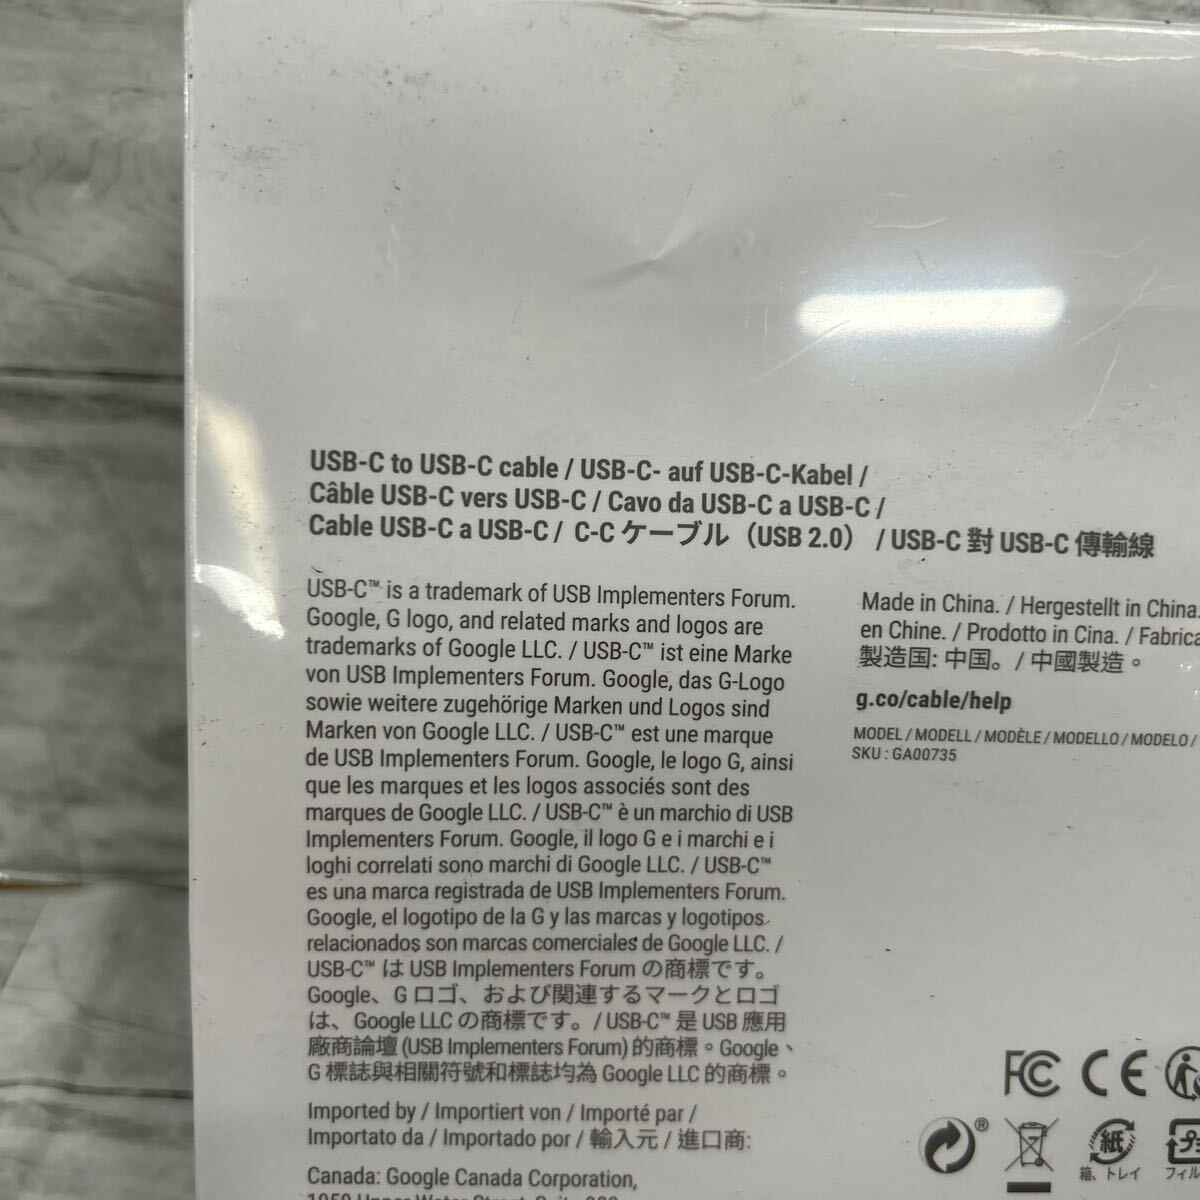 USB-C to USB-C cable / USB-C- auf USB-C-Kabel /
Câble USB-C vers USB-C / Cavo da USB-C a USB-C /
Cable USB-C a USB-C / C-C ケーブル（USB 2.0） / USB-C 對 USB-C 傳輸線
USB-C™ is a trademark of USB Implementers Forum.
Google, G logo, and related marks and logos are
trademarks of Google LLC. / USB-C™ ist eine Marke
von USB Implementers Forum. Google, das G-Logo
sowie weitere zugehörige Marken und Logos sind
Marken von Google LLC. / USB-C™ est une marque
de USB Implementers Forum. Google, le logo G, ainsi
que les marques et les logos associés sont des
marques de Google LLC. / USB-C™ è un marchio di USB
Implementers Forum. Google, il logo G e i marchi e i
loghi correlati sono marchi di Google LLC. / USB-C™
es una marca registrada de USB Implementers Forum.
Google, el logotipo de la G y las marcas y logotipos
relacionados son marcas comerciales de Google LLC. /
USB-C™ は USB Implementers Forum の商標です。
Google、G ロゴ、および関連するマークとロゴ
は、Google LLC の商標です。/ USB-C™ 是 USB 應用
廠商論壇 (USB Implementers Forum) 的商標。Google、
G 標誌與相關符號和標誌均為 Google LLC 的商標。
Imported by / Importiert von / Importé par /
Importato da / Importado por / 輸入元 / 進口商:
Canada: Google Canada Corporation,
Made in China. / Hergestellt in China.
en Chine. / Prodotto in Cina. / Fabrica
製造国: 中国。 / 中國製造。
g.co/cable/help
MODEL / MODELL / MODÈLE / MODELLO / MODELO /
SKU : GA00735
FC CE
®
紙
箱、トレイ